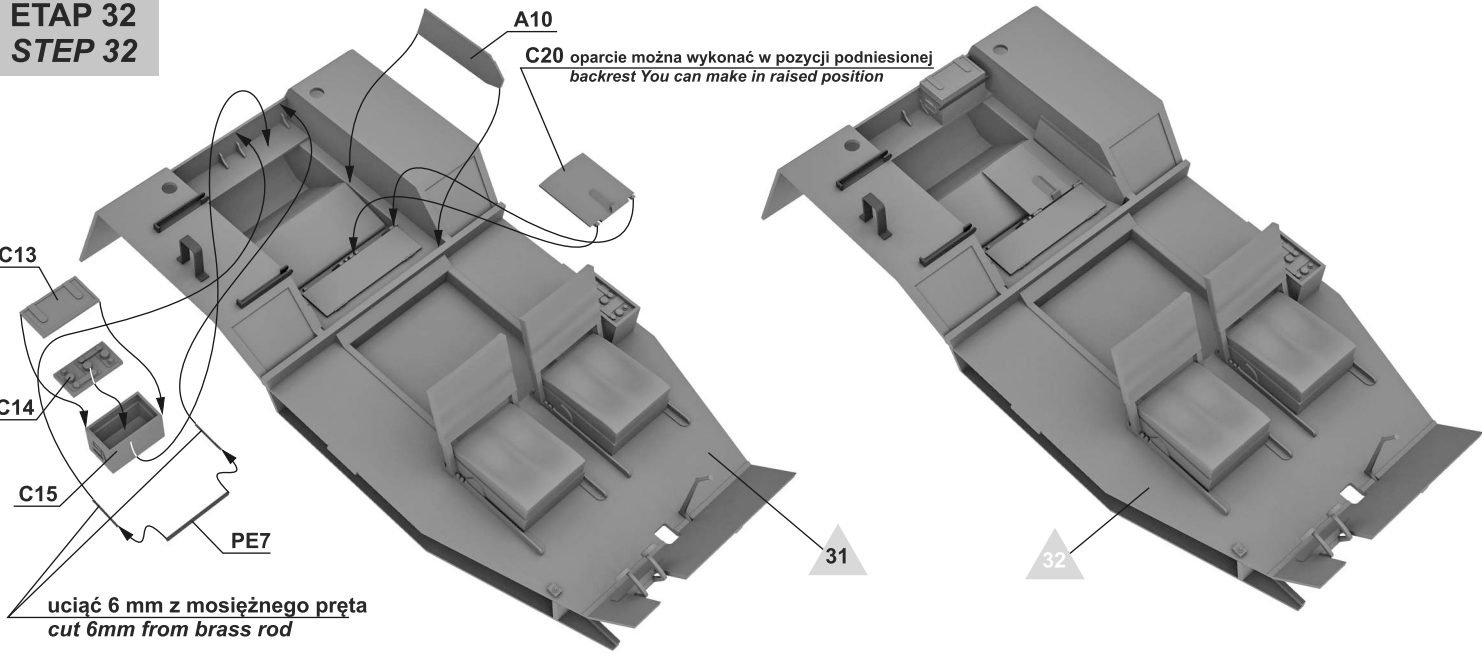 ETAP 32
STEP 32
A10
C20 oparcie można wykonać w pozycji podniesionej
backrest You can make in raised position
C13
C14
C15
PE7
31
32
uciąć 6 mm z mosiężnego pręta
cut 6mm from brass rod